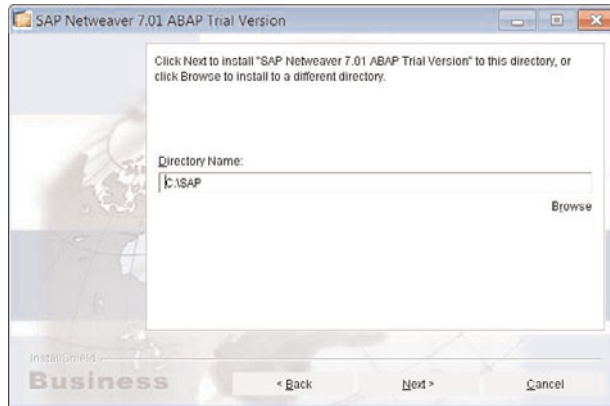 SAP Netweaver 7.01 ABAP Trial Version
Click Next to install "SAP Netweaver 7.01 ABAP Trial Version" to this directory, or
click Browse to install to a different directory.
Directory Name:
C:\SAP
Browse
InstallShield
Business
< Back Next > Cancel